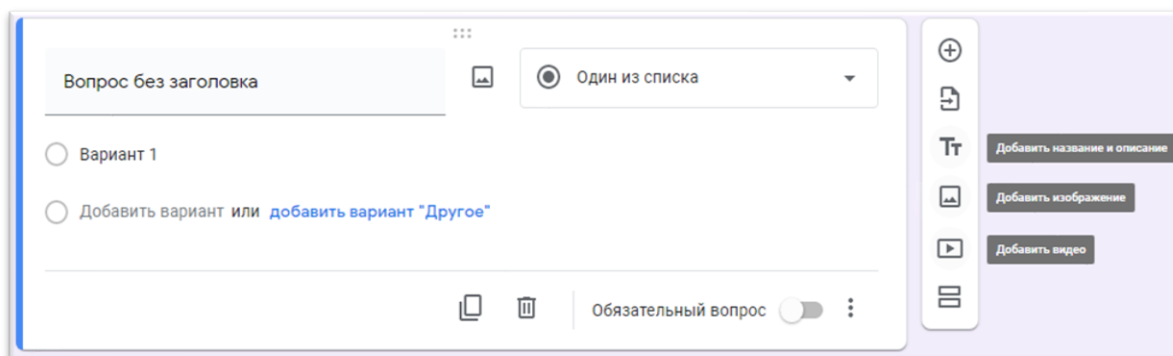 Вопрос без заголовка
Один из списка
Вариант 1
Добавить вариант или добавить вариант "Другое"
Обязательный вопрос
Тт Добавить название и описание
Добавить изображение
Добавить видео